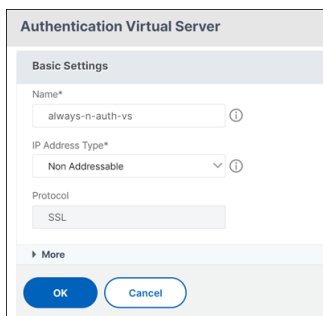 Authentication Virtual Server
Basic Settings
Name*
always-n-auth-vs
IP Address Type*
Non Addressable
Protocol
SSL
More
OK Cancel